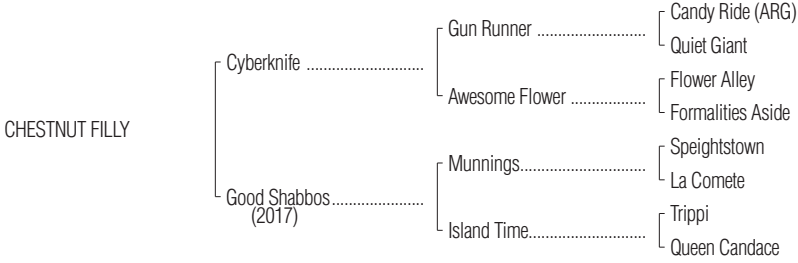 Candy Ride (ARG)
Gun Runner ..........................
Quiet Giant
Cyberknife ............................
Flower Alley
Awesome Flower ..................
Formalities Aside
CHESTNUT FILLY
Speightstown
Munnings............................
La Comete
Good Shabbos......................
(2017)
Trippi
Island Time..........................
Queen Candace